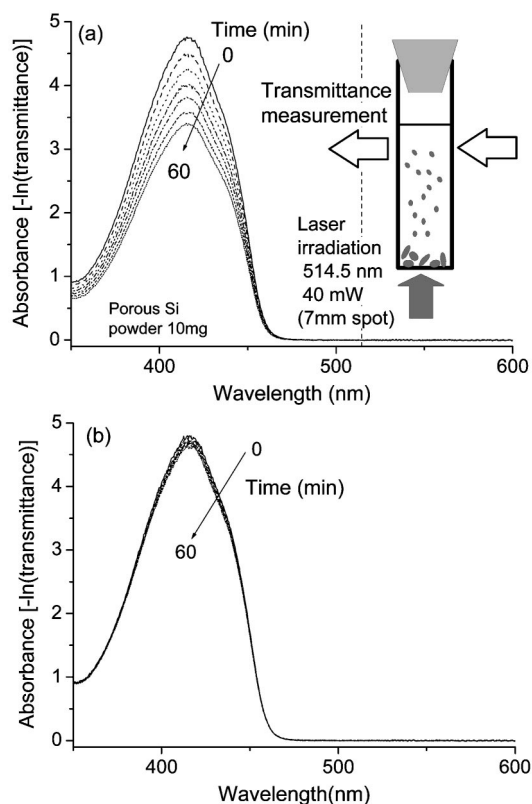 (a)
Time (min)
0
60
Transmittance
measurement
Laser
irradiation
514.5 nm
40 mW
(7mm spot)
Porous Si
powder 10mg
Absorbance [-ln(transmittance)]
5
4
3
2
1
0
400
500
600
Wavelength (nm)
(b)
0
Time (min)
60
Absorbance [-ln(transmittance)]
5
4
3
2
1
0
400
500
600
Wavelength(nm)